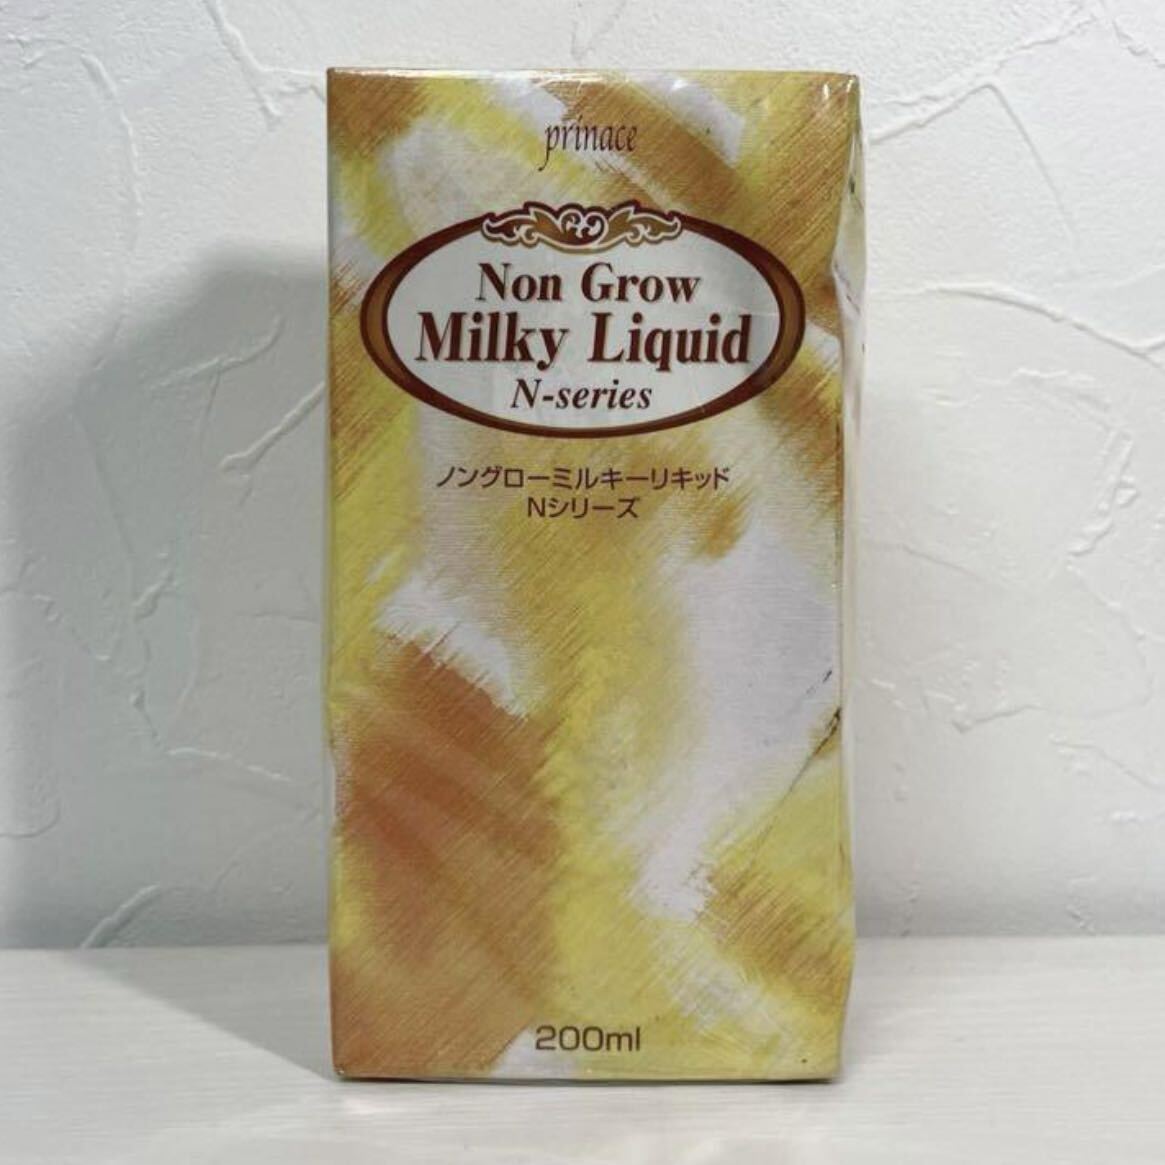 prinace
Non Grow
Milky Liquid
N-series
ノングローミルキーリキッド
Nシリーズ
200ml